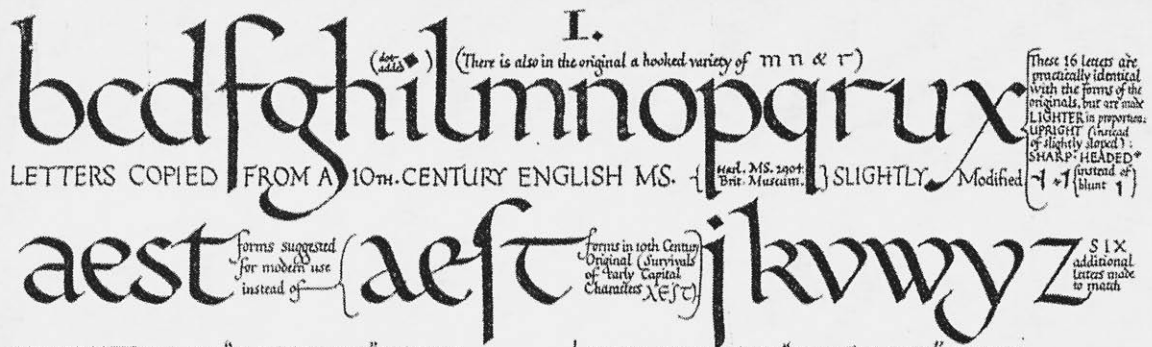 I.
(dot added ◆) (There is also in the original a hooked variety of m n & r)
bcdfghilmnopqrux
These 16 letters are
practically identical
with the forms of the
originals, but are made
LIGHTER in proportion:
UPRIGHT (instead
of slightly sloped):
SHARP-HEADED*
instead of
blunt
LETTERS COPIED FROM A 10TH. CENTURY ENGLISH MS. {Harl. MS. 2904. Brit. Museum.} SLIGHTLY Modified
aest
forms suggested
for modern use
instead of
aeſt
forms in 10th Century
Original (Survivals
of early Capital
Characters
jkvwyz
SIX
additional
letters made
to match